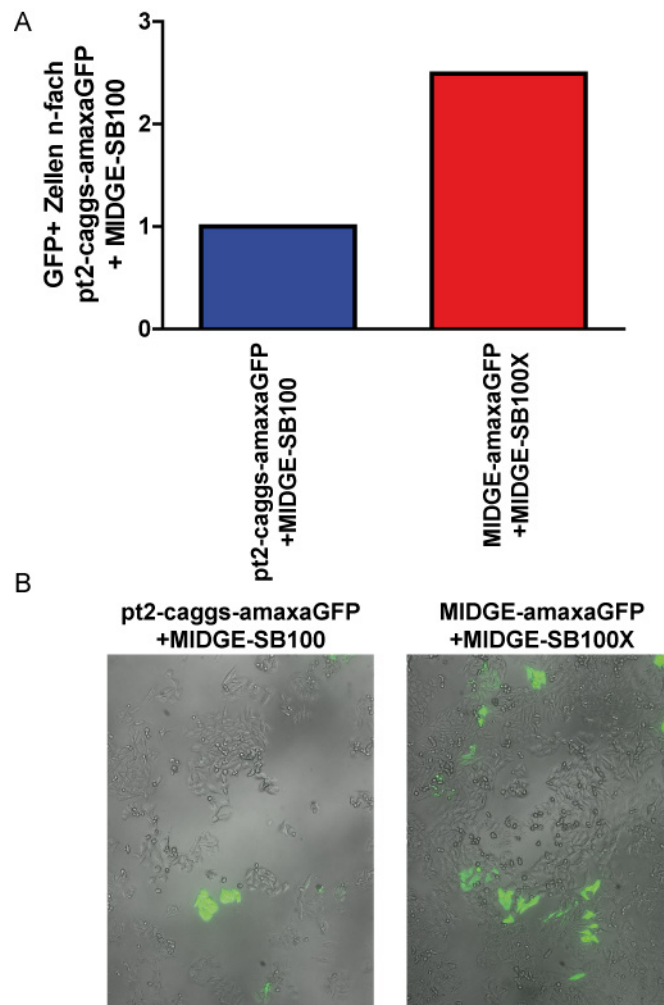 A
GFP+ Zellen n-fach
pt2-caggs-amaxaGFP
+ MIDGE-SB100
3
2
1
0
pt2-caggs-amaxaGFP
+MIDGE-SB100
MIDGE-amaxaGFP
+MIDGE-SB100X
B
pt2-caggs-amaxaGFP
+MIDGE-SB100
MIDGE-amaxaGFP
+MIDGE-SB100X